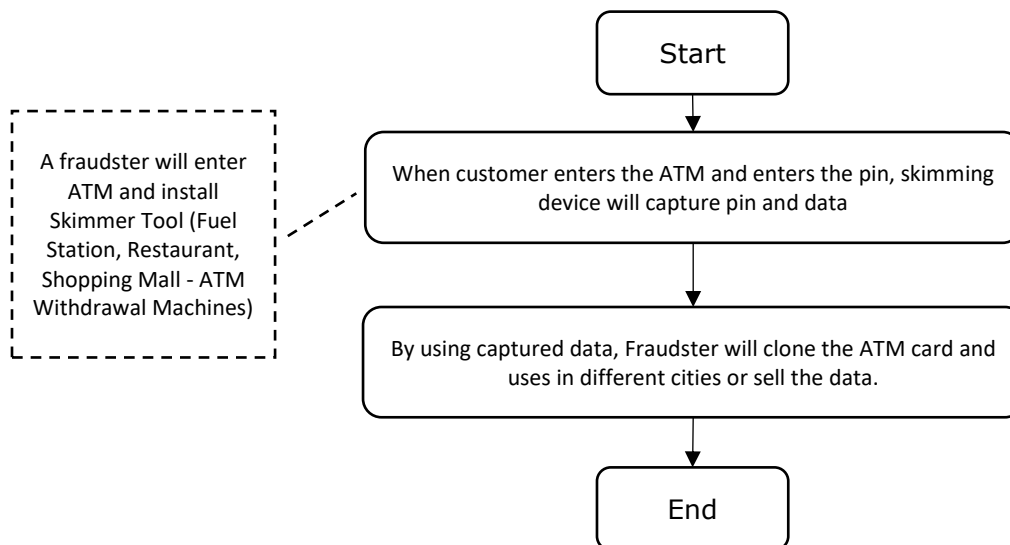 Start
A fraudster will enter
ATM and install
Skimmer Tool (Fuel
Station, Restaurant,
Shopping Mall - ATM
Withdrawal Machines)
When customer enters the ATM and enters the pin, skimming
device will capture pin and data
By using captured data, Fraudster will clone the ATM card and
uses in different cities or sell the data.
End